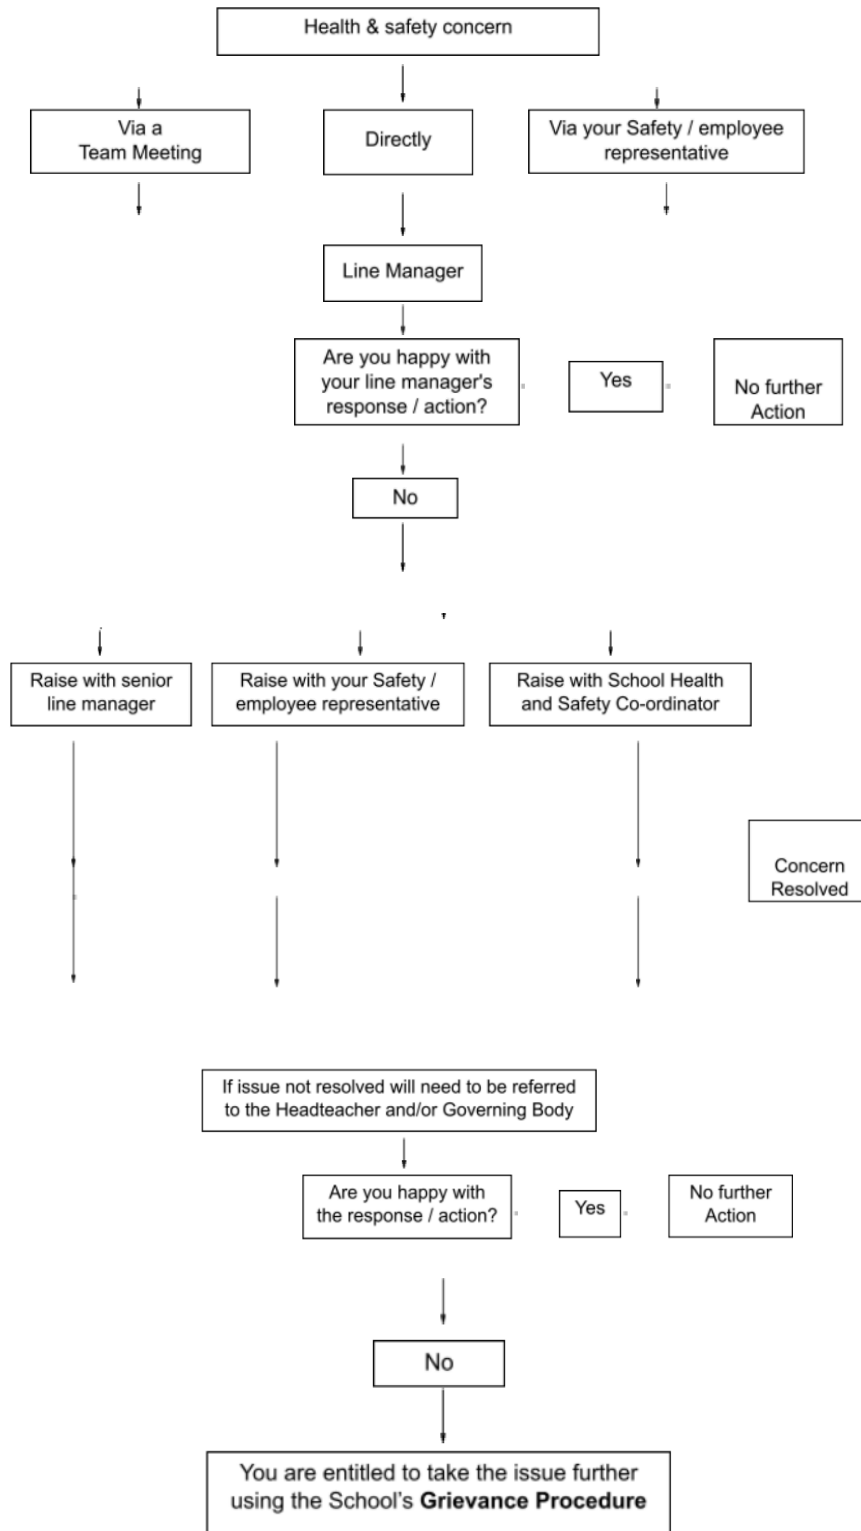 Health & safety concern
Via a
Team Meeting
Directly
Via your Safety / employee
representative
Line Manager
Are you happy with
your line manager's
response / action?
Yes
No further
Action
No
Raise with senior
line manager
Raise with your Safety /
employee representative
Raise with School Health
and Safety Co-ordinator
Concern
Resolved
If issue not resolved will need to be referred
to the Headteacher and/or Governing Body
Are you happy with
the response / action?
Yes
No further
Action
No
You are entitled to take the issue further
using the School’s Grievance Procedure